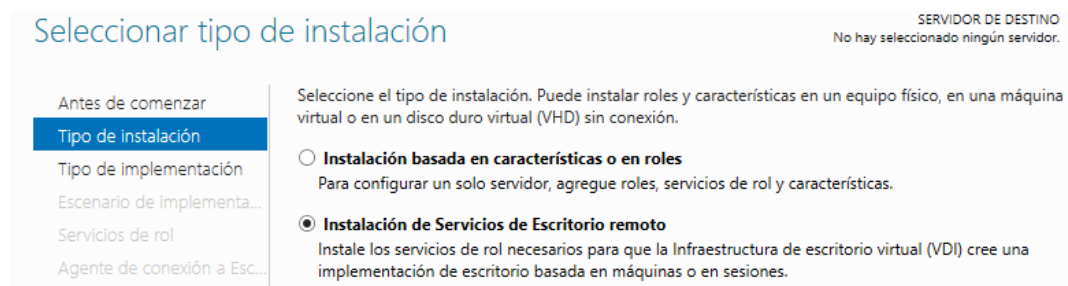 Seleccionar tipo de instalación
SERVIDOR DE DESTINO
No hay seleccionado ningún servidor.
Antes de comenzar
Tipo de instalación
Tipo de implementación
Escenario de implementa...
Servicios de rol
Agente de conexión a Esc...
Seleccione el tipo de instalación. Puede instalar roles y características en un equipo físico, en una máquina
virtual o en un disco duro virtual (VHD) sin conexión.
Instalación basada en características o en roles
Para configurar un solo servidor, agregue roles, servicios de rol y características.
Instalación de Servicios de Escritorio remoto
Instale los servicios de rol necesarios para que la Infraestructura de escritorio virtual (VDI) cree una
implementación de escritorio basada en máquinas o en sesiones.